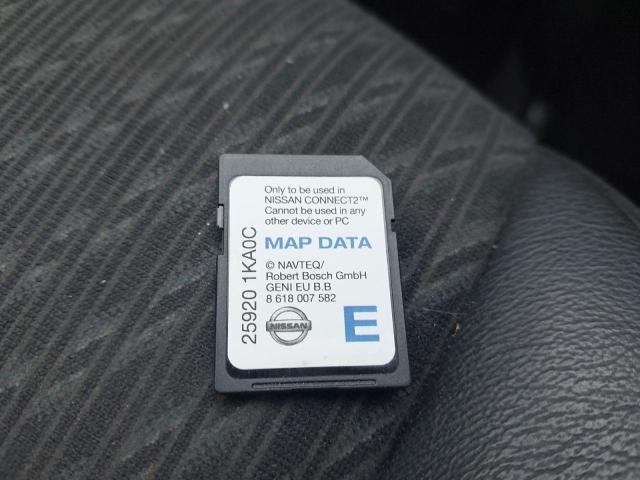 Only to be used in
NISSAN CONNECT2™
Cannot be used in any
other device or PC
MAP DATA
© NAVTEQ/
Robert Bosch GmbH
GENI EU B.B
8 618 007 582
NISSAN
E
25920 1KA0C